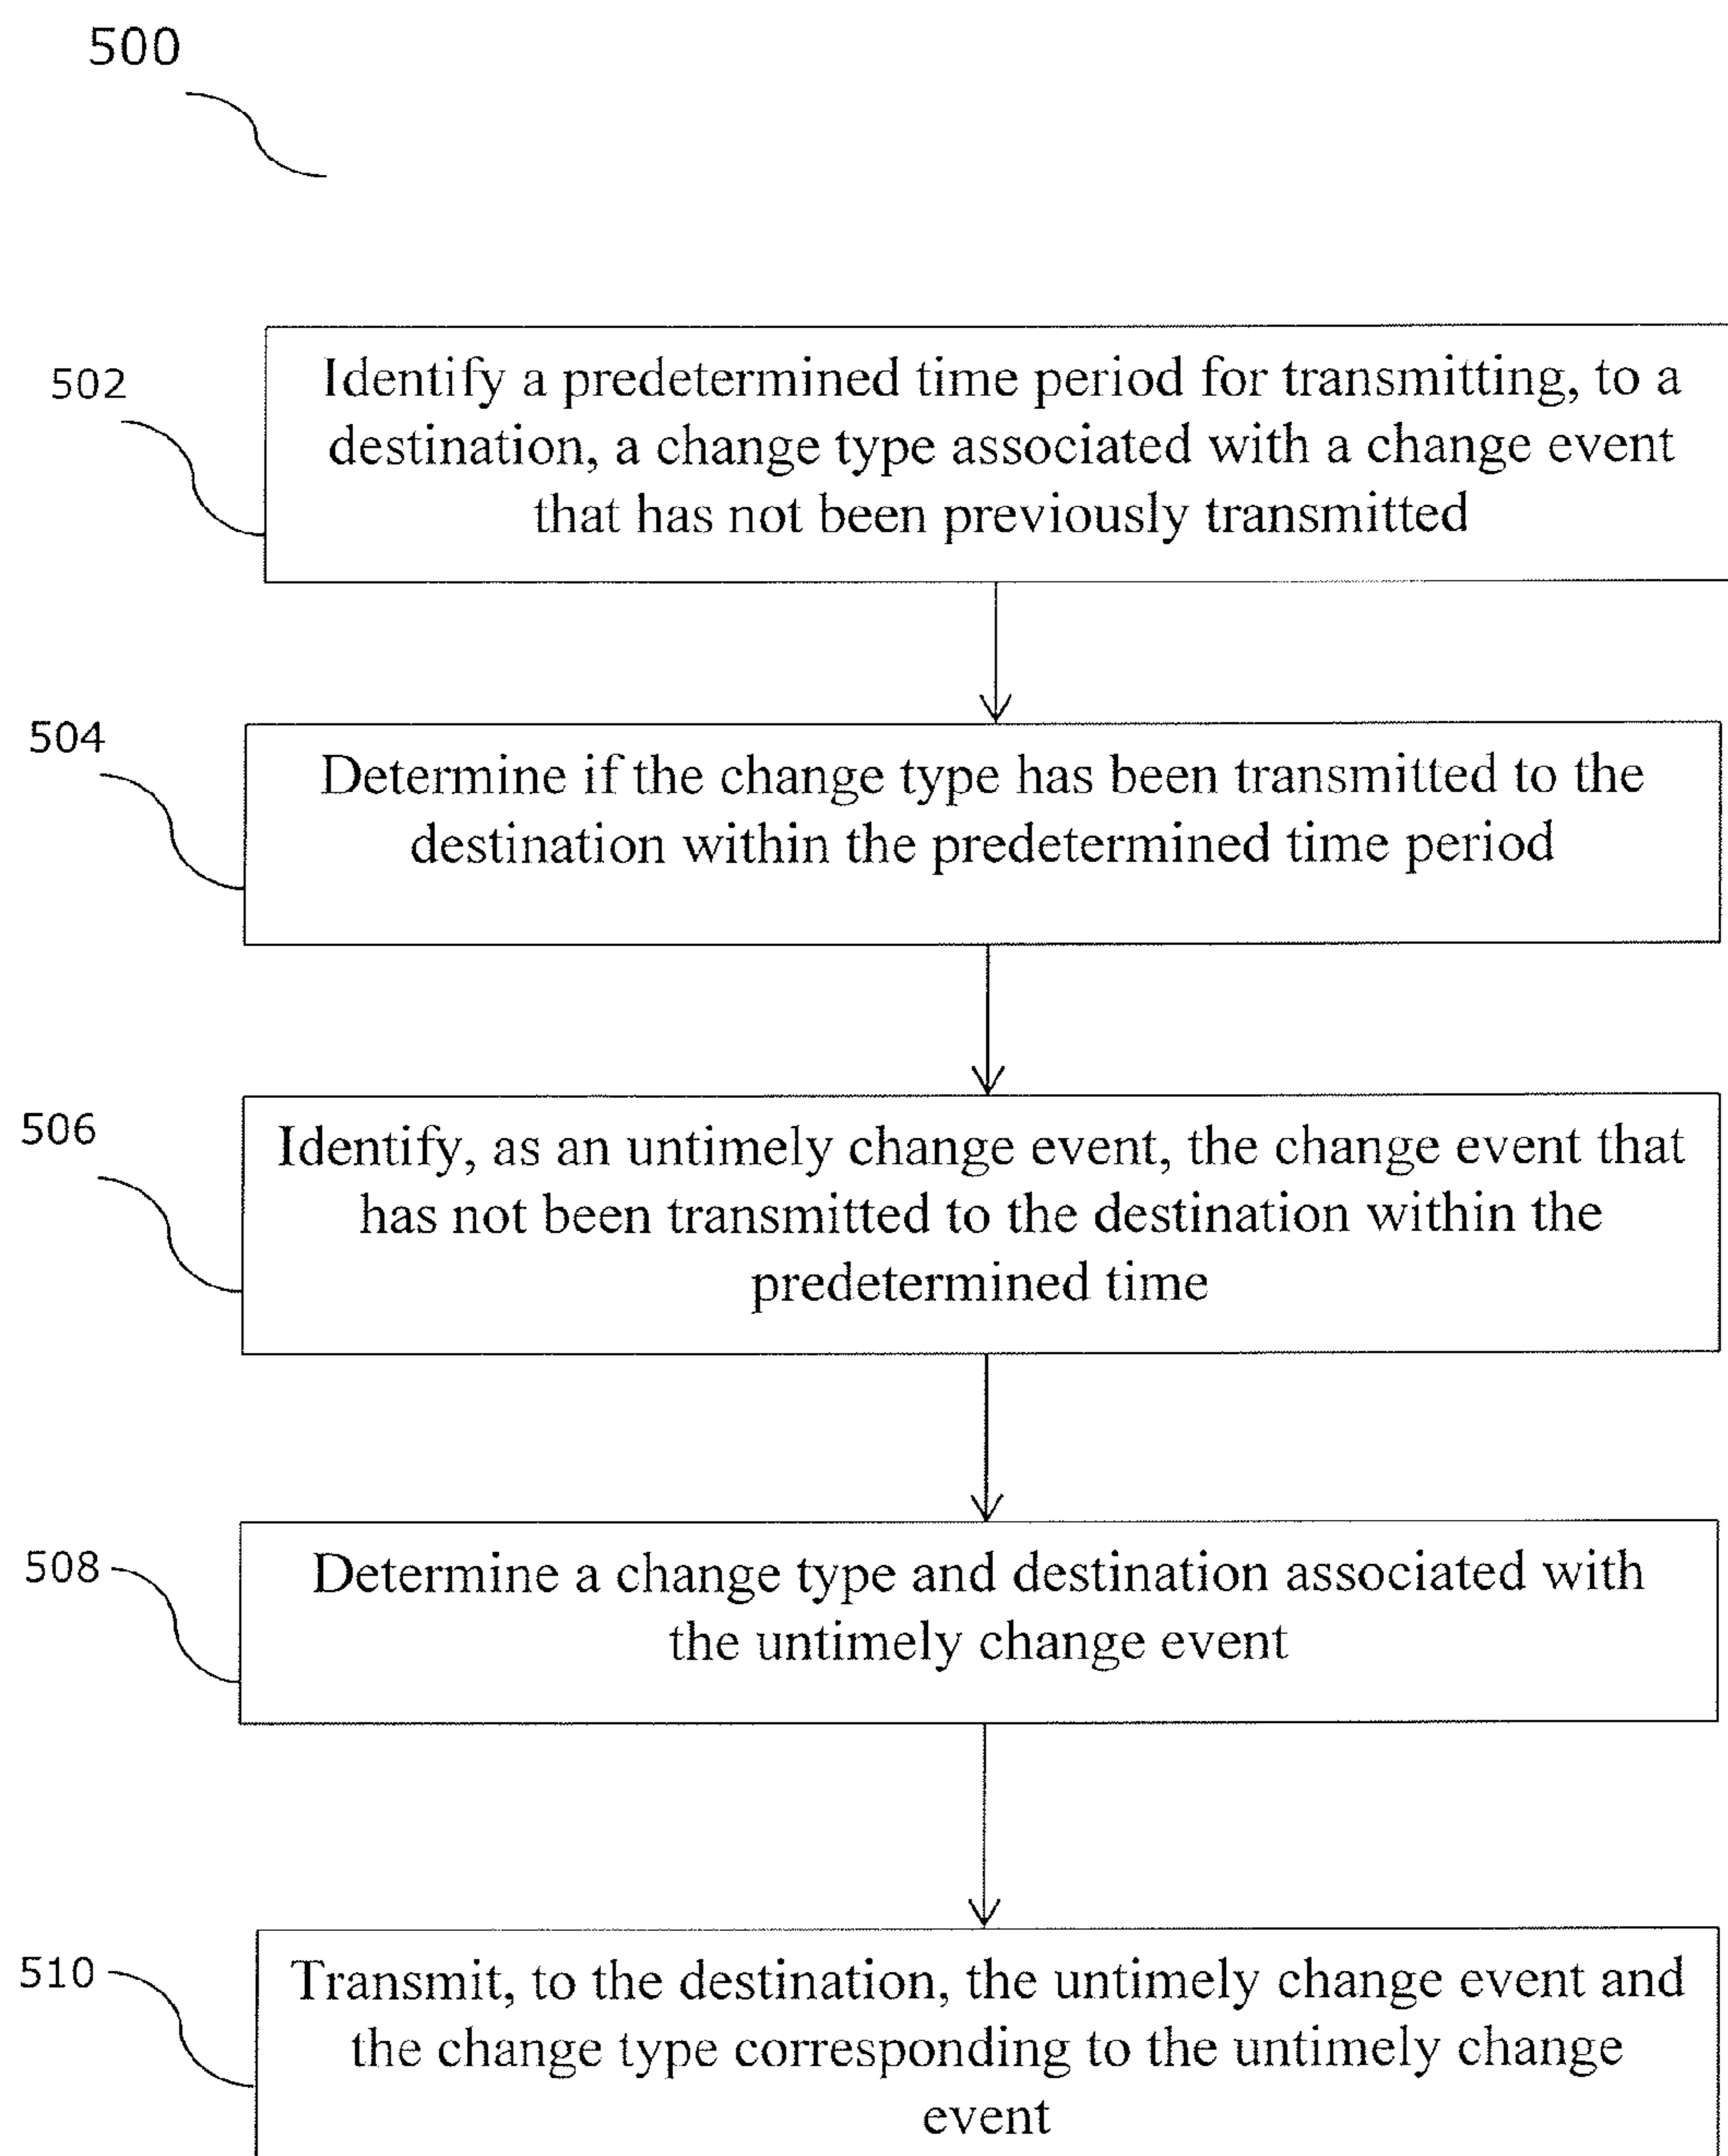 500
502
Identify a predetermined time period for transmitting, to a
destination, a change type associated with a change event
that has not been previously transmitted
504
Determine if the change type has been transmitted to the
destination within the predetermined time period
506
Identify, as an untimely change event, the change event that
has not been transmitted to the destination within the
predetermined time
508
Determine a change type and destination associated with
the untimely change event
510
Transmit, to the destination, the untimely change event and
the change type corresponding to the untimely change
event